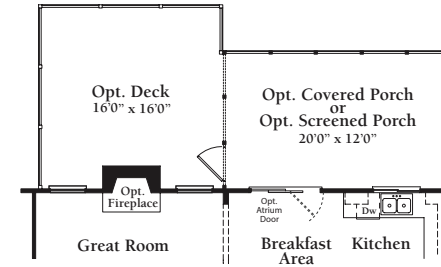 Opt. Deck
16'0" x 16'0"
Opt. Covered Porch
or
Opt. Screened Porch
20'0" x 12'0"
Opt.
Fireplace
Opt.
Atrium
Door
Dw
Great Room
Breakfast
Area
Kitchen